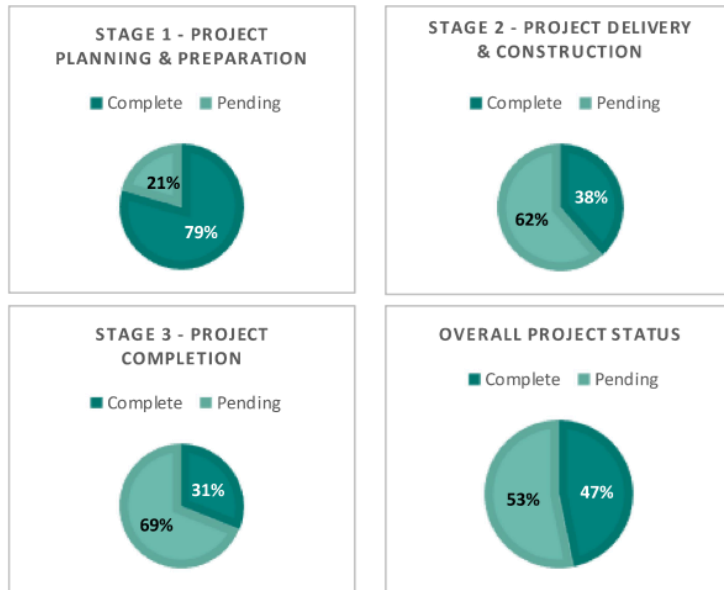 STAGE 1 - PROJECT
PLANNING & PREPARATION
Complete Pending
21%
79%
STAGE 2 - PROJECT DELIVERY
& CONSTRUCTION
Complete Pending
38%
62%
STAGE 3 - PROJECT
COMPLETION
Complete Pending
31%
69%
OVERALL PROJECT STATUS
Complete Pending
53% 47%